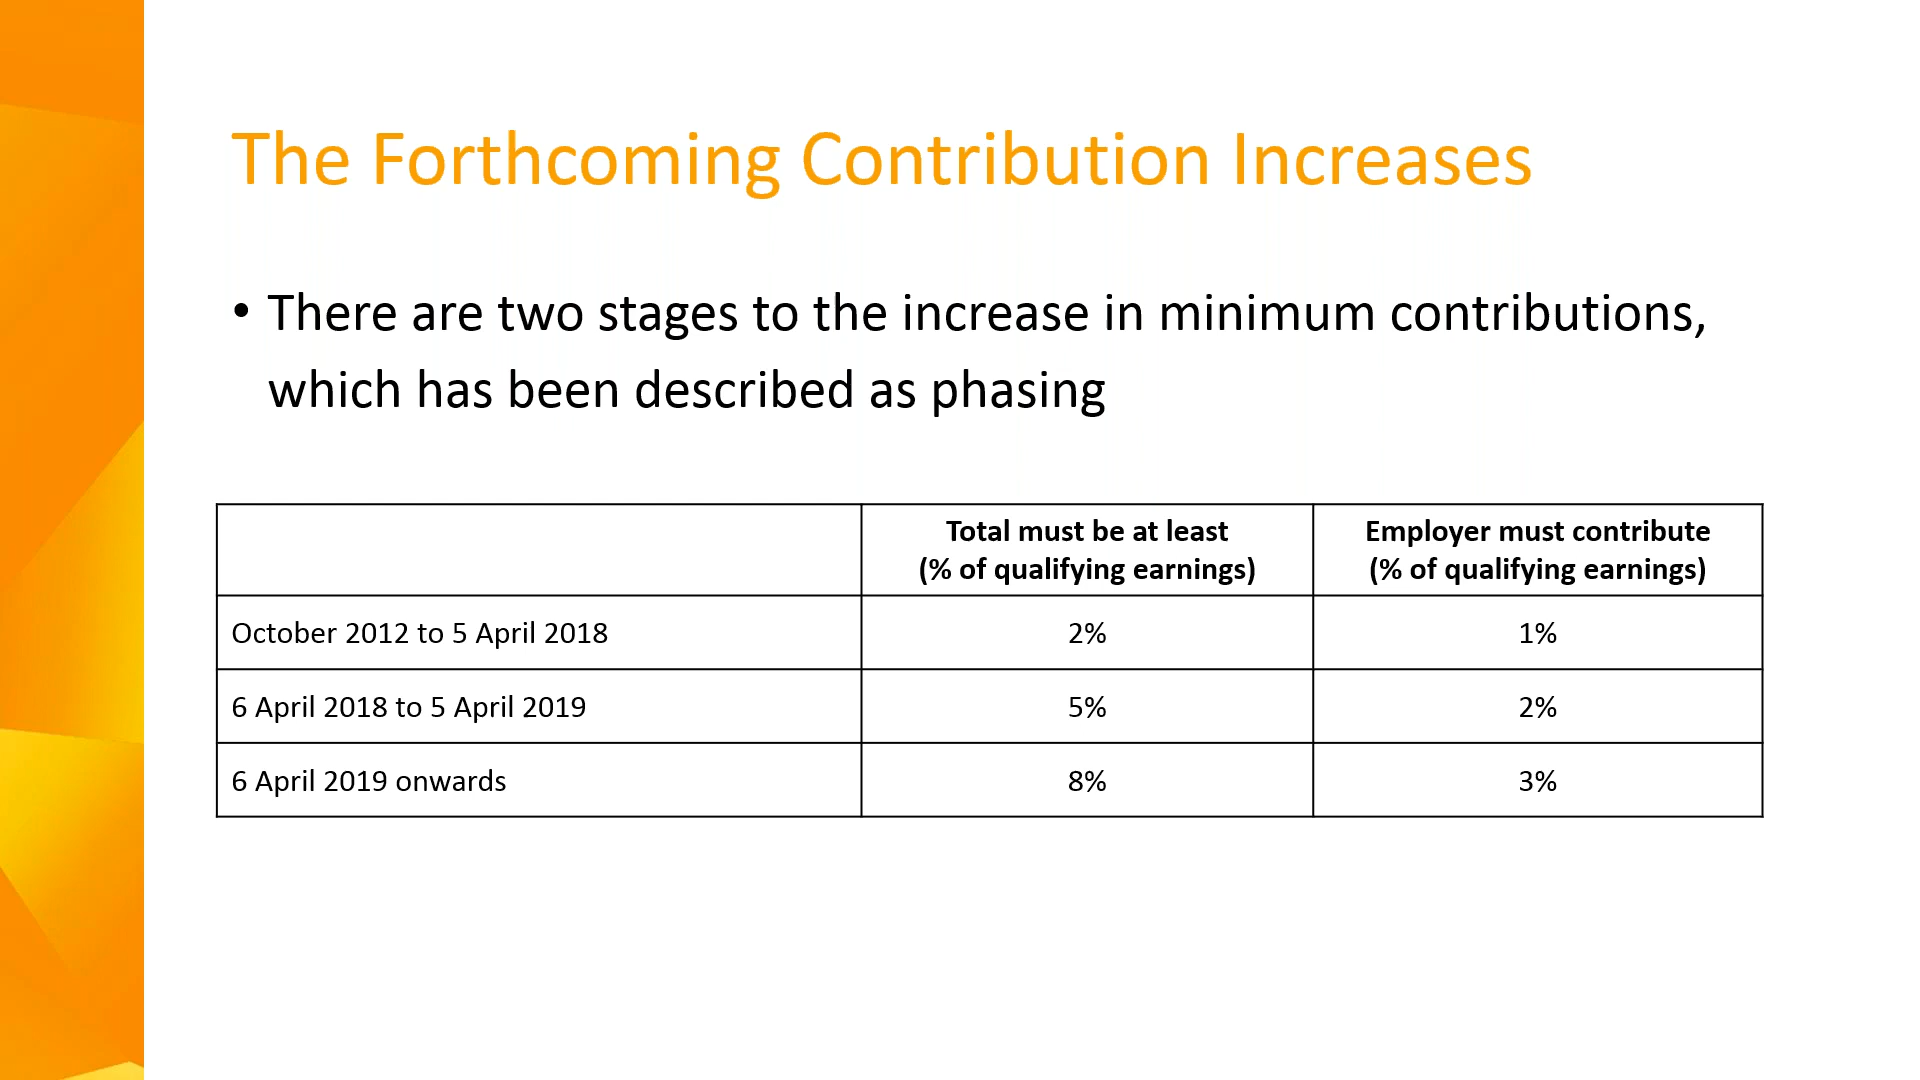 The Forthcoming Contribution Increases
• There are two stages to the increase in minimum contributions,
which has been described as phasing
Total must be at least
(% of qualifying earnings)
Employer must contribute
(% of qualifying earnings)
October 2012 to 5 April 2018 2% 1%
6 April 2018 to 5 April 2019 5% 2%
6 April 2019 onwards 8% 3%